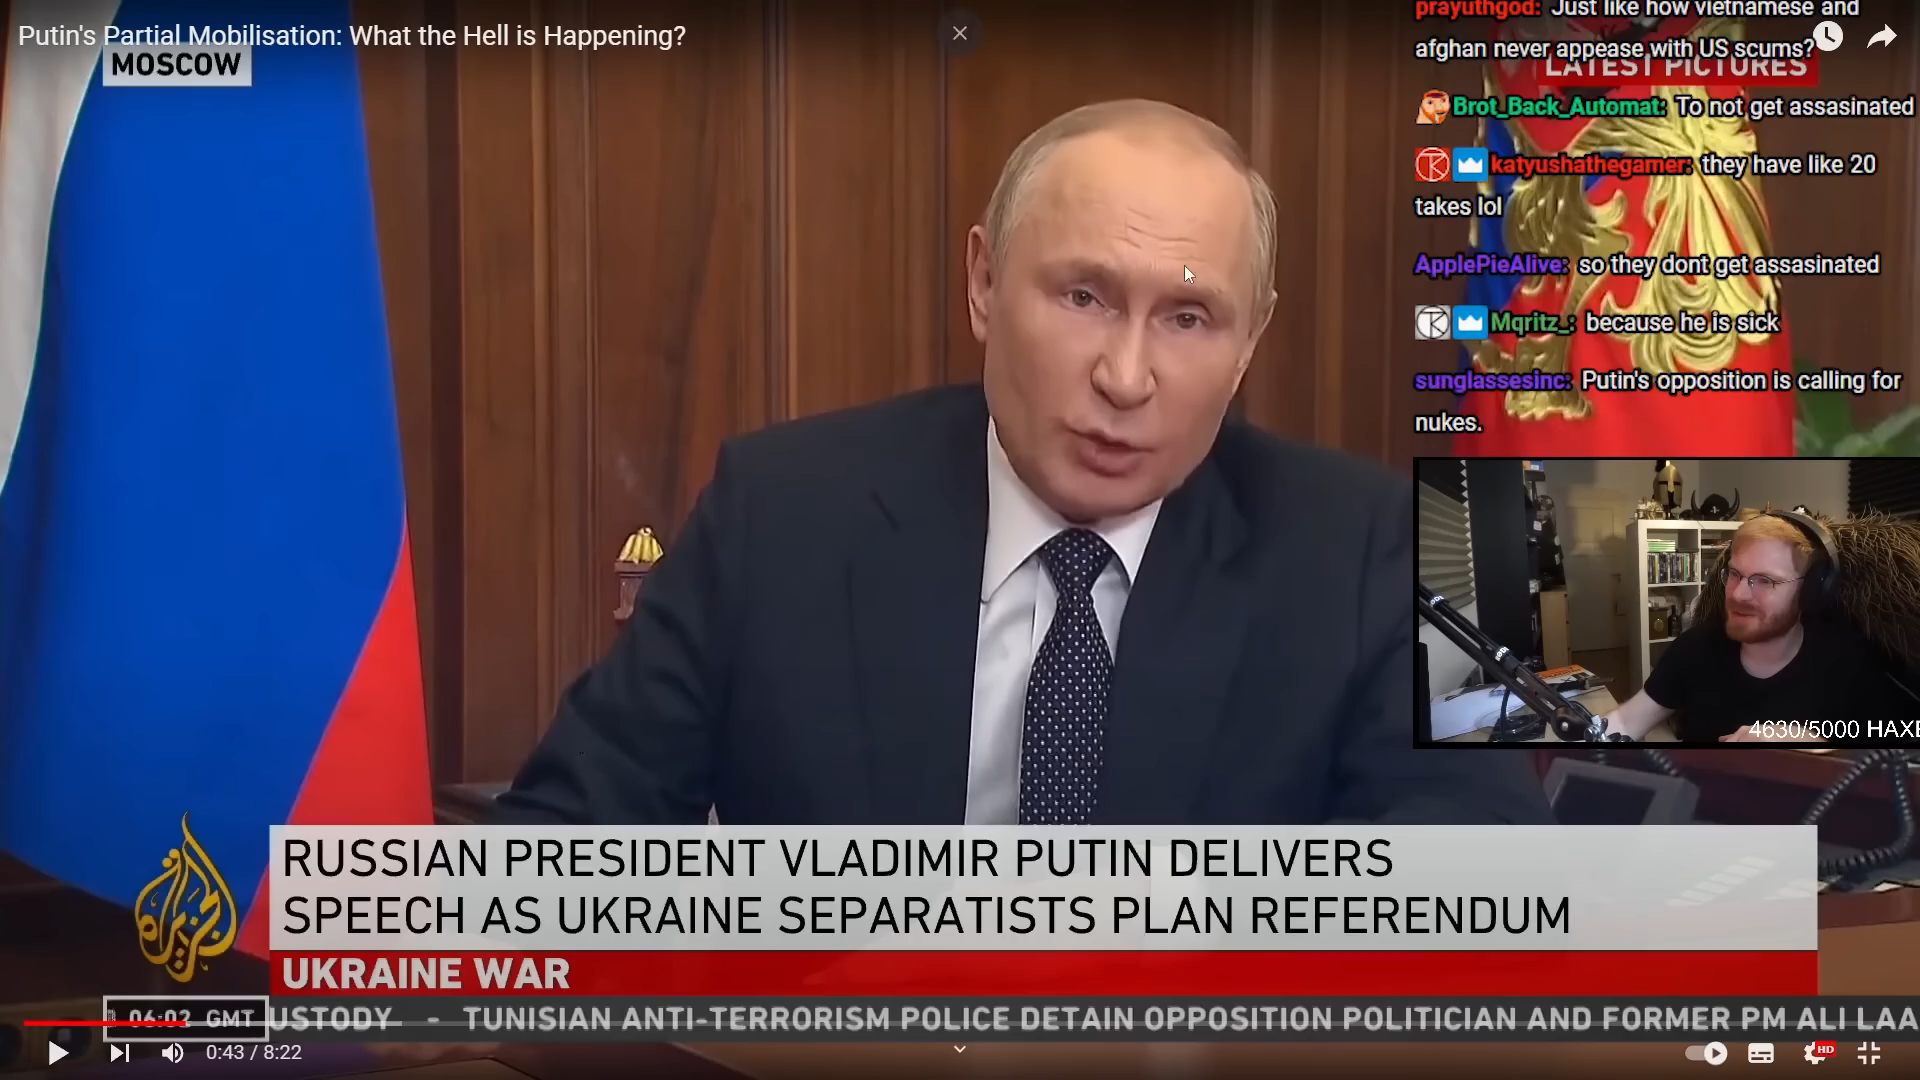 Putin's Partial Mobilisation: What the Hell is Happening?
MOSCOW
prayuthgod: Just like how vietnamese and
afghan never appease with US scums?
LATEST PICTURES
Brot_Back_Automat: To not get assasinated
katyushathegamer: they have like 20
takes lol
ApplePieAlive: so they dont get assasinated
Mqritz_: because he is sick
sunglassesinc: Putin's opposition is calling for
nukes.
4630/5000 HAXE
RUSSIAN PRESIDENT VLADIMIR PUTIN DELIVERS
SPEECH AS UKRAINE SEPARATISTS PLAN REFERENDUM
UKRAINE WAR
06:02 GMT
USTODY - TUNISIAN ANTI-TERRORISM POLICE DETAIN OPPOSITION POLITICIAN AND FORMER PM ALI LAA
0:43 / 8:22
HD